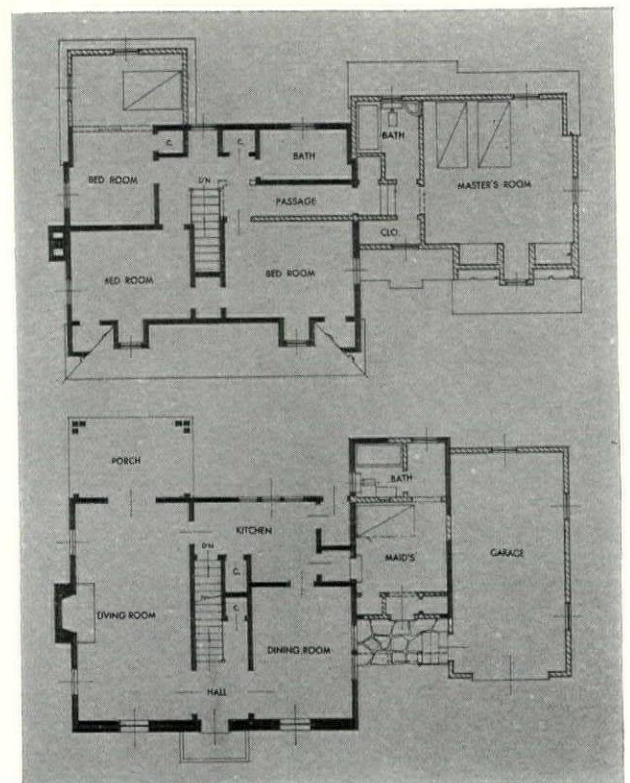 BATH
C.
C.
BATH
BED ROOM
D'N
MASTER'S ROOM
PASSAGE
CLO.
BED ROOM
BED ROOM
PORCH
BATH
KITCHEN
D'N
MAID'S
GARAGE
C.
C.
LIVING ROOM
DINING ROOM
HALL